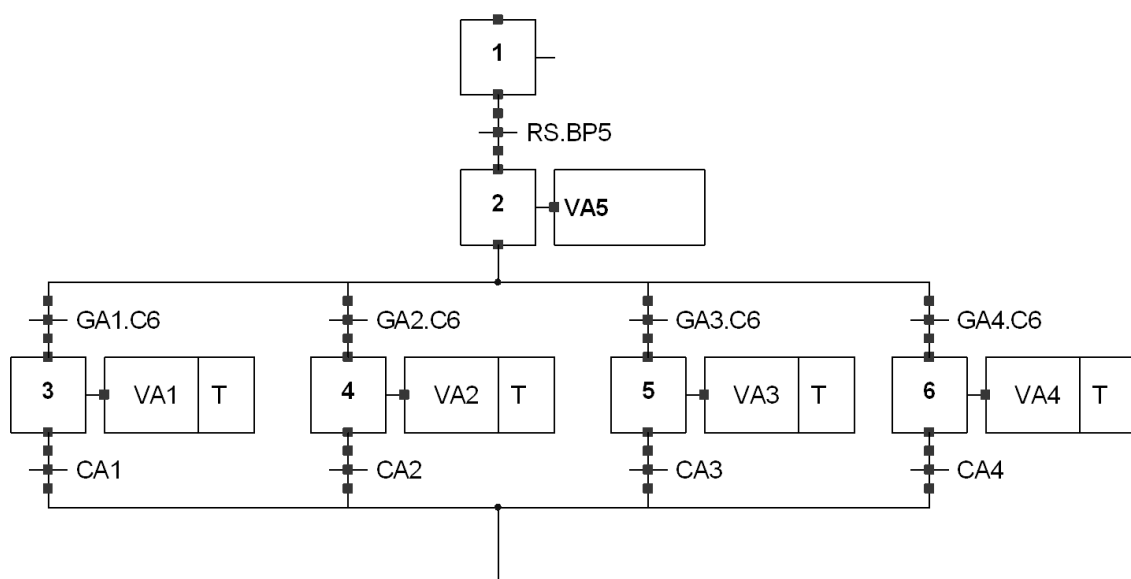 1
RS.BP5
2 VA5
GA1.C6 GA2.C6 GA3.C6 GA4.C6
3 VA1 T 4 VA2 T 5 VA3 T 6 VA4 T
CA1 CA2 CA3 CA4